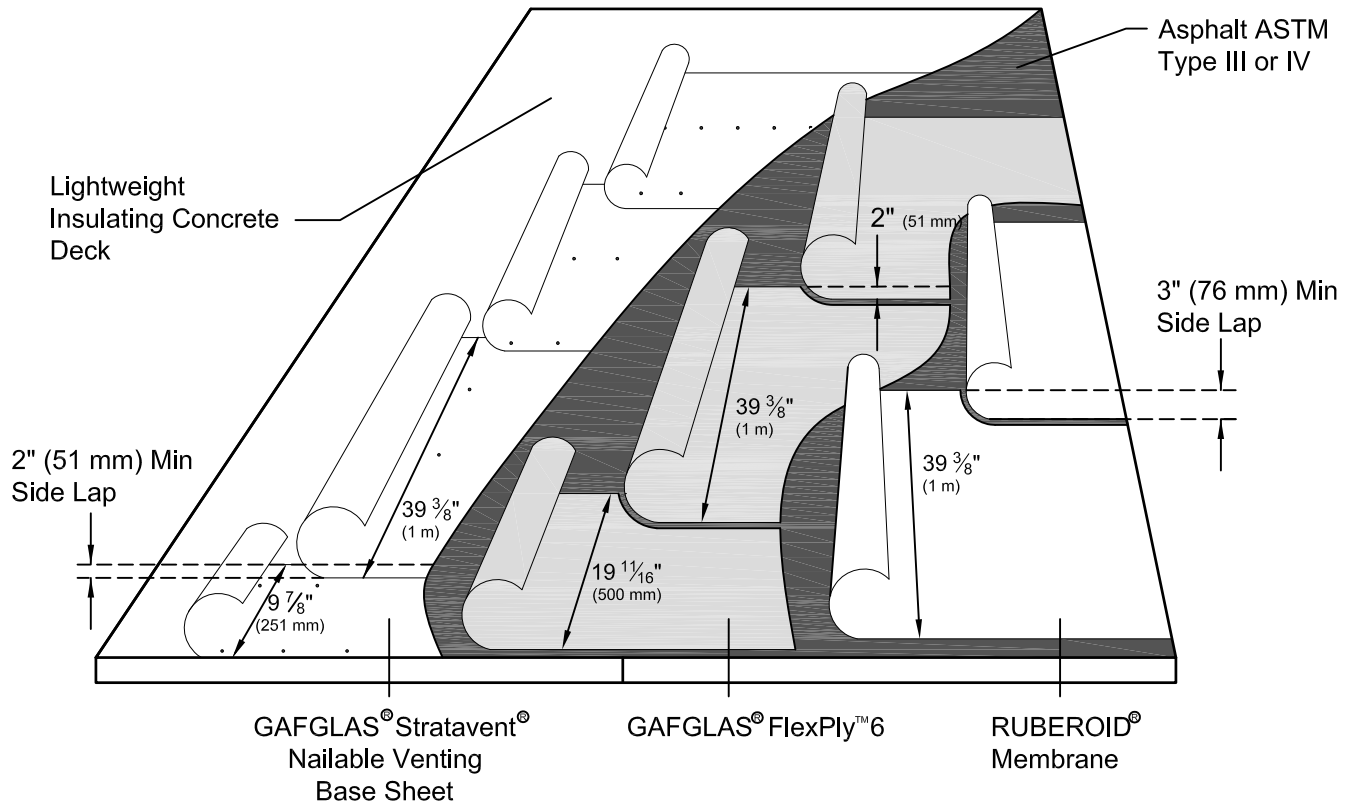 Asphalt ASTM
Type III or IV
Lightweight
Insulating Concrete
Deck
2" (51 mm)
3" (76 mm) Min
Side Lap
39 3⁄8"
(1 m)
39 3⁄8"
(1 m)
2" (51 mm) Min
Side Lap
39 3⁄8"
(1 m)
19 11⁄16"
(500 mm)
9 7⁄8"
(251 mm)
GAFGLAS® Stratavent®
Nailable Venting
Base Sheet
GAFGLAS® FlexPly™6
RUBEROID®
Membrane